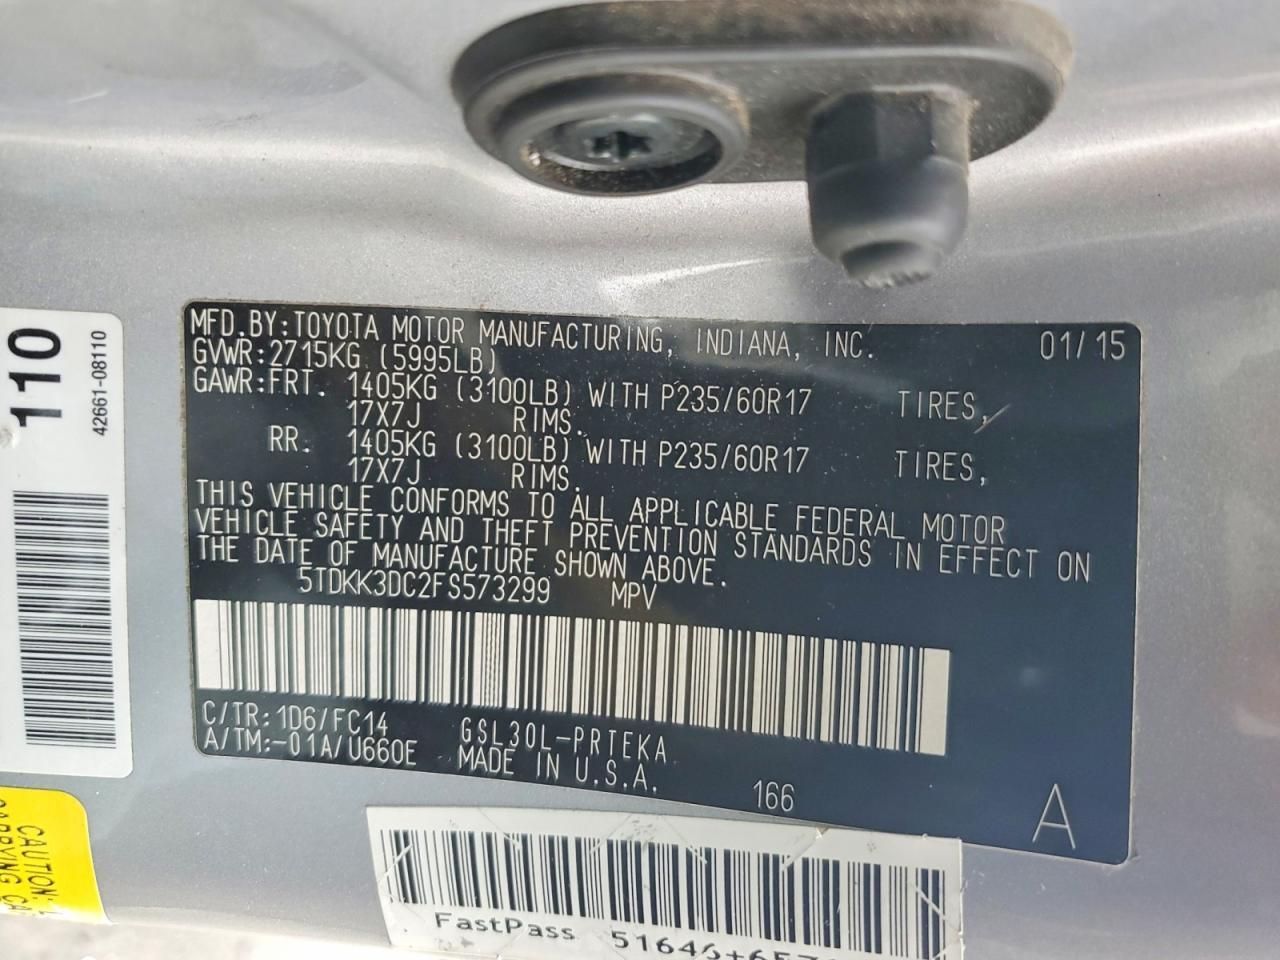 MFD.BY:TOYOTA MOTOR MANUFACTURING, INDIANA, INC. 01/15
GVWR:2715KG (5995LB)
GAWR:FRT. 1405KG (3100LB) WITH P235/60R17 TIRES,
17X7J RIMS.
RR. 1405KG (3100LB) WITH P235/60R17 TIRES,
17X7J RIMS.
THIS VEHICLE CONFORMS TO ALL APPLICABLE FEDERAL MOTOR
VEHICLE SAFETY AND THEFT PREVENTION STANDARDS IN EFFECT ON
THE DATE OF MANUFACTURE SHOWN ABOVE.
5TDKK3DC2FS573299 MPV
C/TR:1D6/FC14 GSL30L-PRTEKA
A/TM:-01A/U660E MADE IN U.S.A. 166
A
110
42661-08110
CAUTION:
FastPass